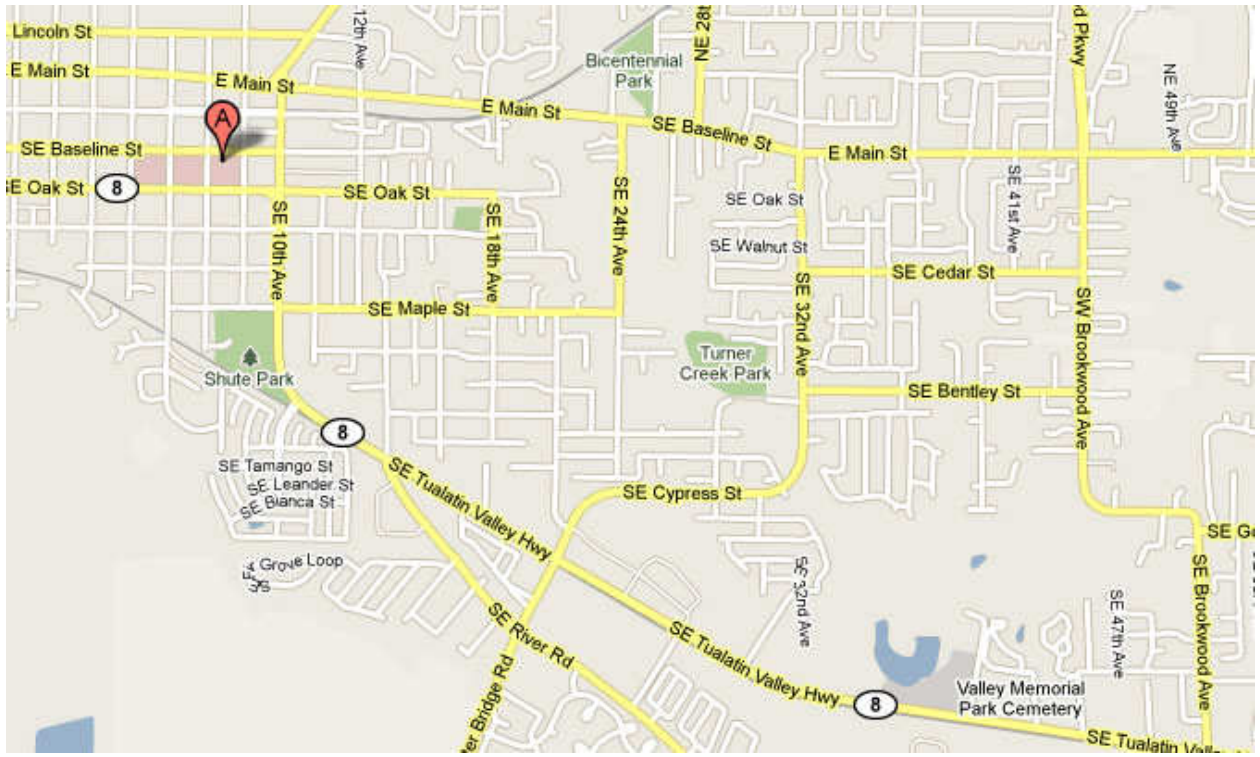 Lincoln St
12th Ave
NE 28th
d Pkwy
E Main St
E Main St
Bicentennial
Park
E Main St
NE 49th Ave
A
SE Baseline St
SE Baseline St
E Main St
SE Oak St
8
SE Oak St
SE 10th Ave
SE 18th Ave
SE 24th Ave
SE Oak St
SE Walnut St
SE 41st Ave
SE Cedar St
SE 32nd Ave
SW Brookwood Ave
SE Maple St
Shute Park
Turner
Creek Park
SE Bentley St
8
SE Tamango St
SE Leander St
SE Bianca St
SE Tualatin Valley Hwy
SE Cypress St
SE
Grove Loop
SE 32nd Ave
SE Brookwood Ave
SE 47th Ave
SE River Rd
SE Tualatin Valley Hwy
er Bridge Rd
8
Valley Memorial
Park Cemetery
SE Tualatin